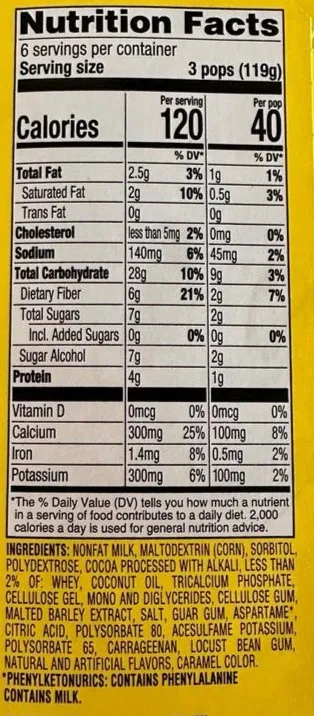 Nutrition Facts
6 servings per container
Serving size 3 pops (119g)
Per serving Per pop
Calories 120 40
% DV* % DV*
Total Fat 2.5g 3% 1g 1%
Saturated Fat 2g 10% 0.5g 3%
Trans Fat 0g 0g
Cholesterol less than 5mg 2% 0mg 0%
Sodium 140mg 6% 45mg 2%
Total Carbohydrate 28g 10% 9g 3%
Dietary Fiber 6g 21% 2g 7%
Total Sugars 7g 2g
Incl. Added Sugars 0g 0% 0g 0%
Sugar Alcohol 7g 2g
Protein 4g 1g
Vitamin D 0mcg 0% 0mcg 0%
Calcium 300mg 25% 100mg 8%
Iron 1.4mg 8% 0.5mg 2%
Potassium 300mg 6% 100mg 2%
*The % Daily Value (DV) tells you how much a nutrient
in a serving of food contributes to a daily diet. 2,000
calories a day is used for general nutrition advice.
INGREDIENTS: NONFAT MILK, MALTODEXTRIN (CORN), SORBITOL,
POLYDEXTROSE, COCOA PROCESSED WITH ALKALI, LESS THAN
2% OF: WHEY, COCONUT OIL, TRICALCIUM PHOSPHATE,
CELLULOSE GEL, MONO AND DIGLYCERIDES, CELLULOSE GUM,
MALTED BARLEY EXTRACT, SALT, GUAR GUM, ASPARTAME*,
CITRIC ACID, POLYSORBATE 80, ACESULFAME POTASSIUM,
POLYSORBATE 65, CARRAGEENAN, LOCUST BEAN GUM,
NATURAL AND ARTIFICIAL FLAVORS, CARAMEL COLOR.
*PHENYLKETONURICS: CONTAINS PHENYLALANINE
CONTAINS MILK.